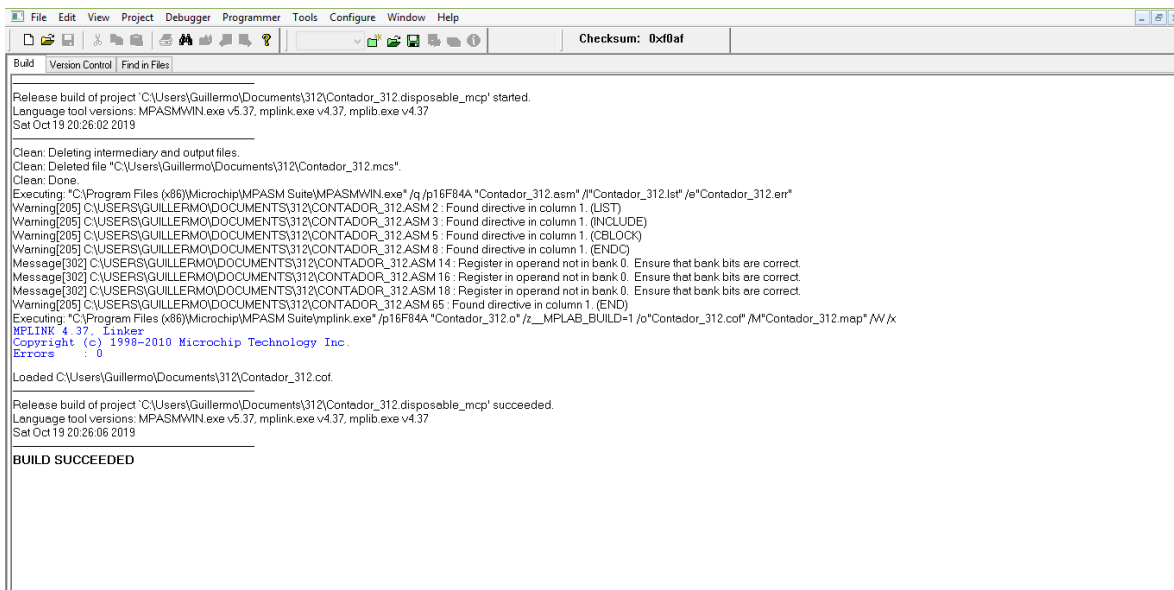 File Edit View Project Debugger Programmer Tools Configure Window Help
Checksum: 0xf0af
Build Version Control Find in Files
Release build of project `C:\Users\Guillermo\Documents\312\Contador_312.disposable_mcp' started.
Language tool versions: MPASMWIN.exe v5.37, mplink.exe v4.37, mplib.exe v4.37
Sat Oct 19 20:26:02 2019
Clean: Deleting intermediary and output files.
Clean: Deleted file "C:\Users\Guillermo\Documents\312\Contador_312.mcs".
Clean: Done.
Executing: "C:\Program Files (x86)\Microchip\MPASM Suite\MPASMWIN.exe" /q /p16F84A "Contador_312.asm" /l"Contador_312.lst" /e"Contador_312.err"
Warning[205] C:\USERS\GUILLERMO\DOCUMENTS\312\CONTADOR_312.ASM 2 : Found directive in column 1. (LIST)
Warning[205] C:\USERS\GUILLERMO\DOCUMENTS\312\CONTADOR_312.ASM 3 : Found directive in column 1. (INCLUDE)
Warning[205] C:\USERS\GUILLERMO\DOCUMENTS\312\CONTADOR_312.ASM 5 : Found directive in column 1. (CBLOCK)
Warning[205] C:\USERS\GUILLERMO\DOCUMENTS\312\CONTADOR_312.ASM 8 : Found directive in column 1. (ENDC)
Message[302] C:\USERS\GUILLERMO\DOCUMENTS\312\CONTADOR_312.ASM 14 : Register in operand not in bank 0. Ensure that bank bits are correct.
Message[302] C:\USERS\GUILLERMO\DOCUMENTS\312\CONTADOR_312.ASM 16 : Register in operand not in bank 0. Ensure that bank bits are correct.
Message[302] C:\USERS\GUILLERMO\DOCUMENTS\312\CONTADOR_312.ASM 18 : Register in operand not in bank 0. Ensure that bank bits are correct.
Warning[205] C:\USERS\GUILLERMO\DOCUMENTS\312\CONTADOR_312.ASM 65 : Found directive in column 1. (END)
Executing: "C:\Program Files (x86)\Microchip\MPASM Suite\mplink.exe" /p16F84A "Contador_312.o" /z__MPLAB_BUILD=1 /o"Contador_312.cof" /M"Contador_312.map" /W /x
MPLINK 4.37, Linker
Copyright (c) 1998-2010 Microchip Technology Inc.
Errors : 0
Loaded C:\Users\Guillermo\Documents\312\Contador_312.cof.
Release build of project `C:\Users\Guillermo\Documents\312\Contador_312.disposable_mcp' succeeded.
Language tool versions: MPASMWIN.exe v5.37, mplink.exe v4.37, mplib.exe v4.37
Sat Oct 19 20:26:06 2019
BUILD SUCCEEDED